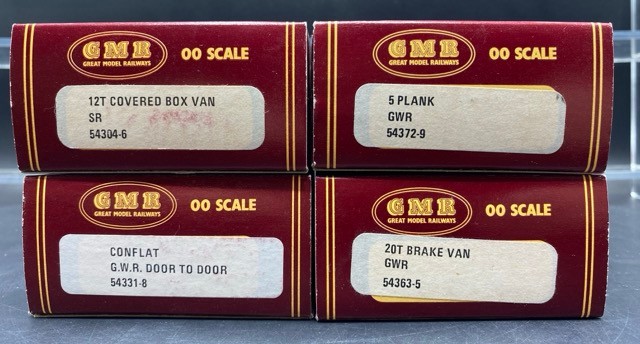 GMR
GREAT MODEL RAILWAYS
OO SCALE
12T COVERED BOX VAN
SR
54304-6
GMR
GREAT MODEL RAILWAYS
OO SCALE
5 PLANK
GWR
54372-9
GMR
GREAT MODEL RAILWAYS
OO SCALE
CONFLAT
G.W.R. DOOR TO DOOR
54331-8
GMR
GREAT MODEL RAILWAYS
OO SCALE
20T BRAKE VAN
GWR
54363-5